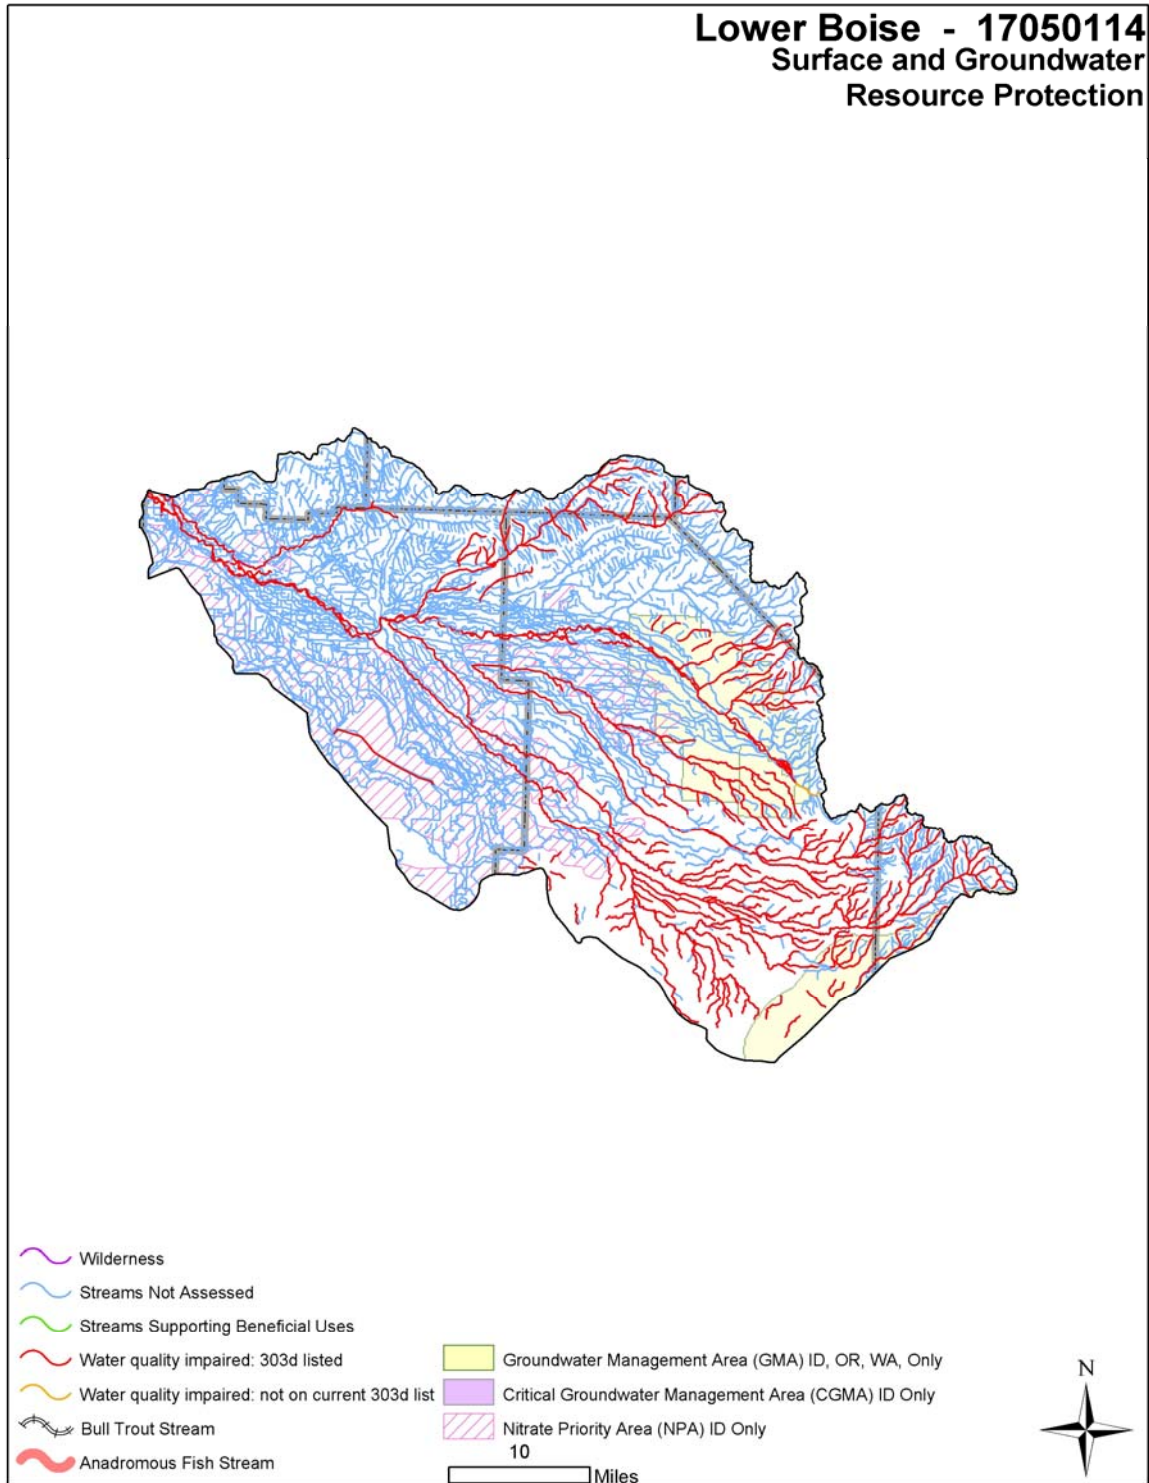 Lower Boise - 17050114
Surface and Groundwater
Resource Protection
Wilderness
Streams Not Assessed
Streams Supporting Beneficial Uses
Water quality impaired: 303d listed
Water quality impaired: not on current 303d list
Bull Trout Stream
Anadromous Fish Stream
Groundwater Management Area (GMA) ID, OR, WA, Only
Critical Groundwater Management Area (CGMA) ID Only
Nitrate Priority Area (NPA) ID Only
10
Miles
N